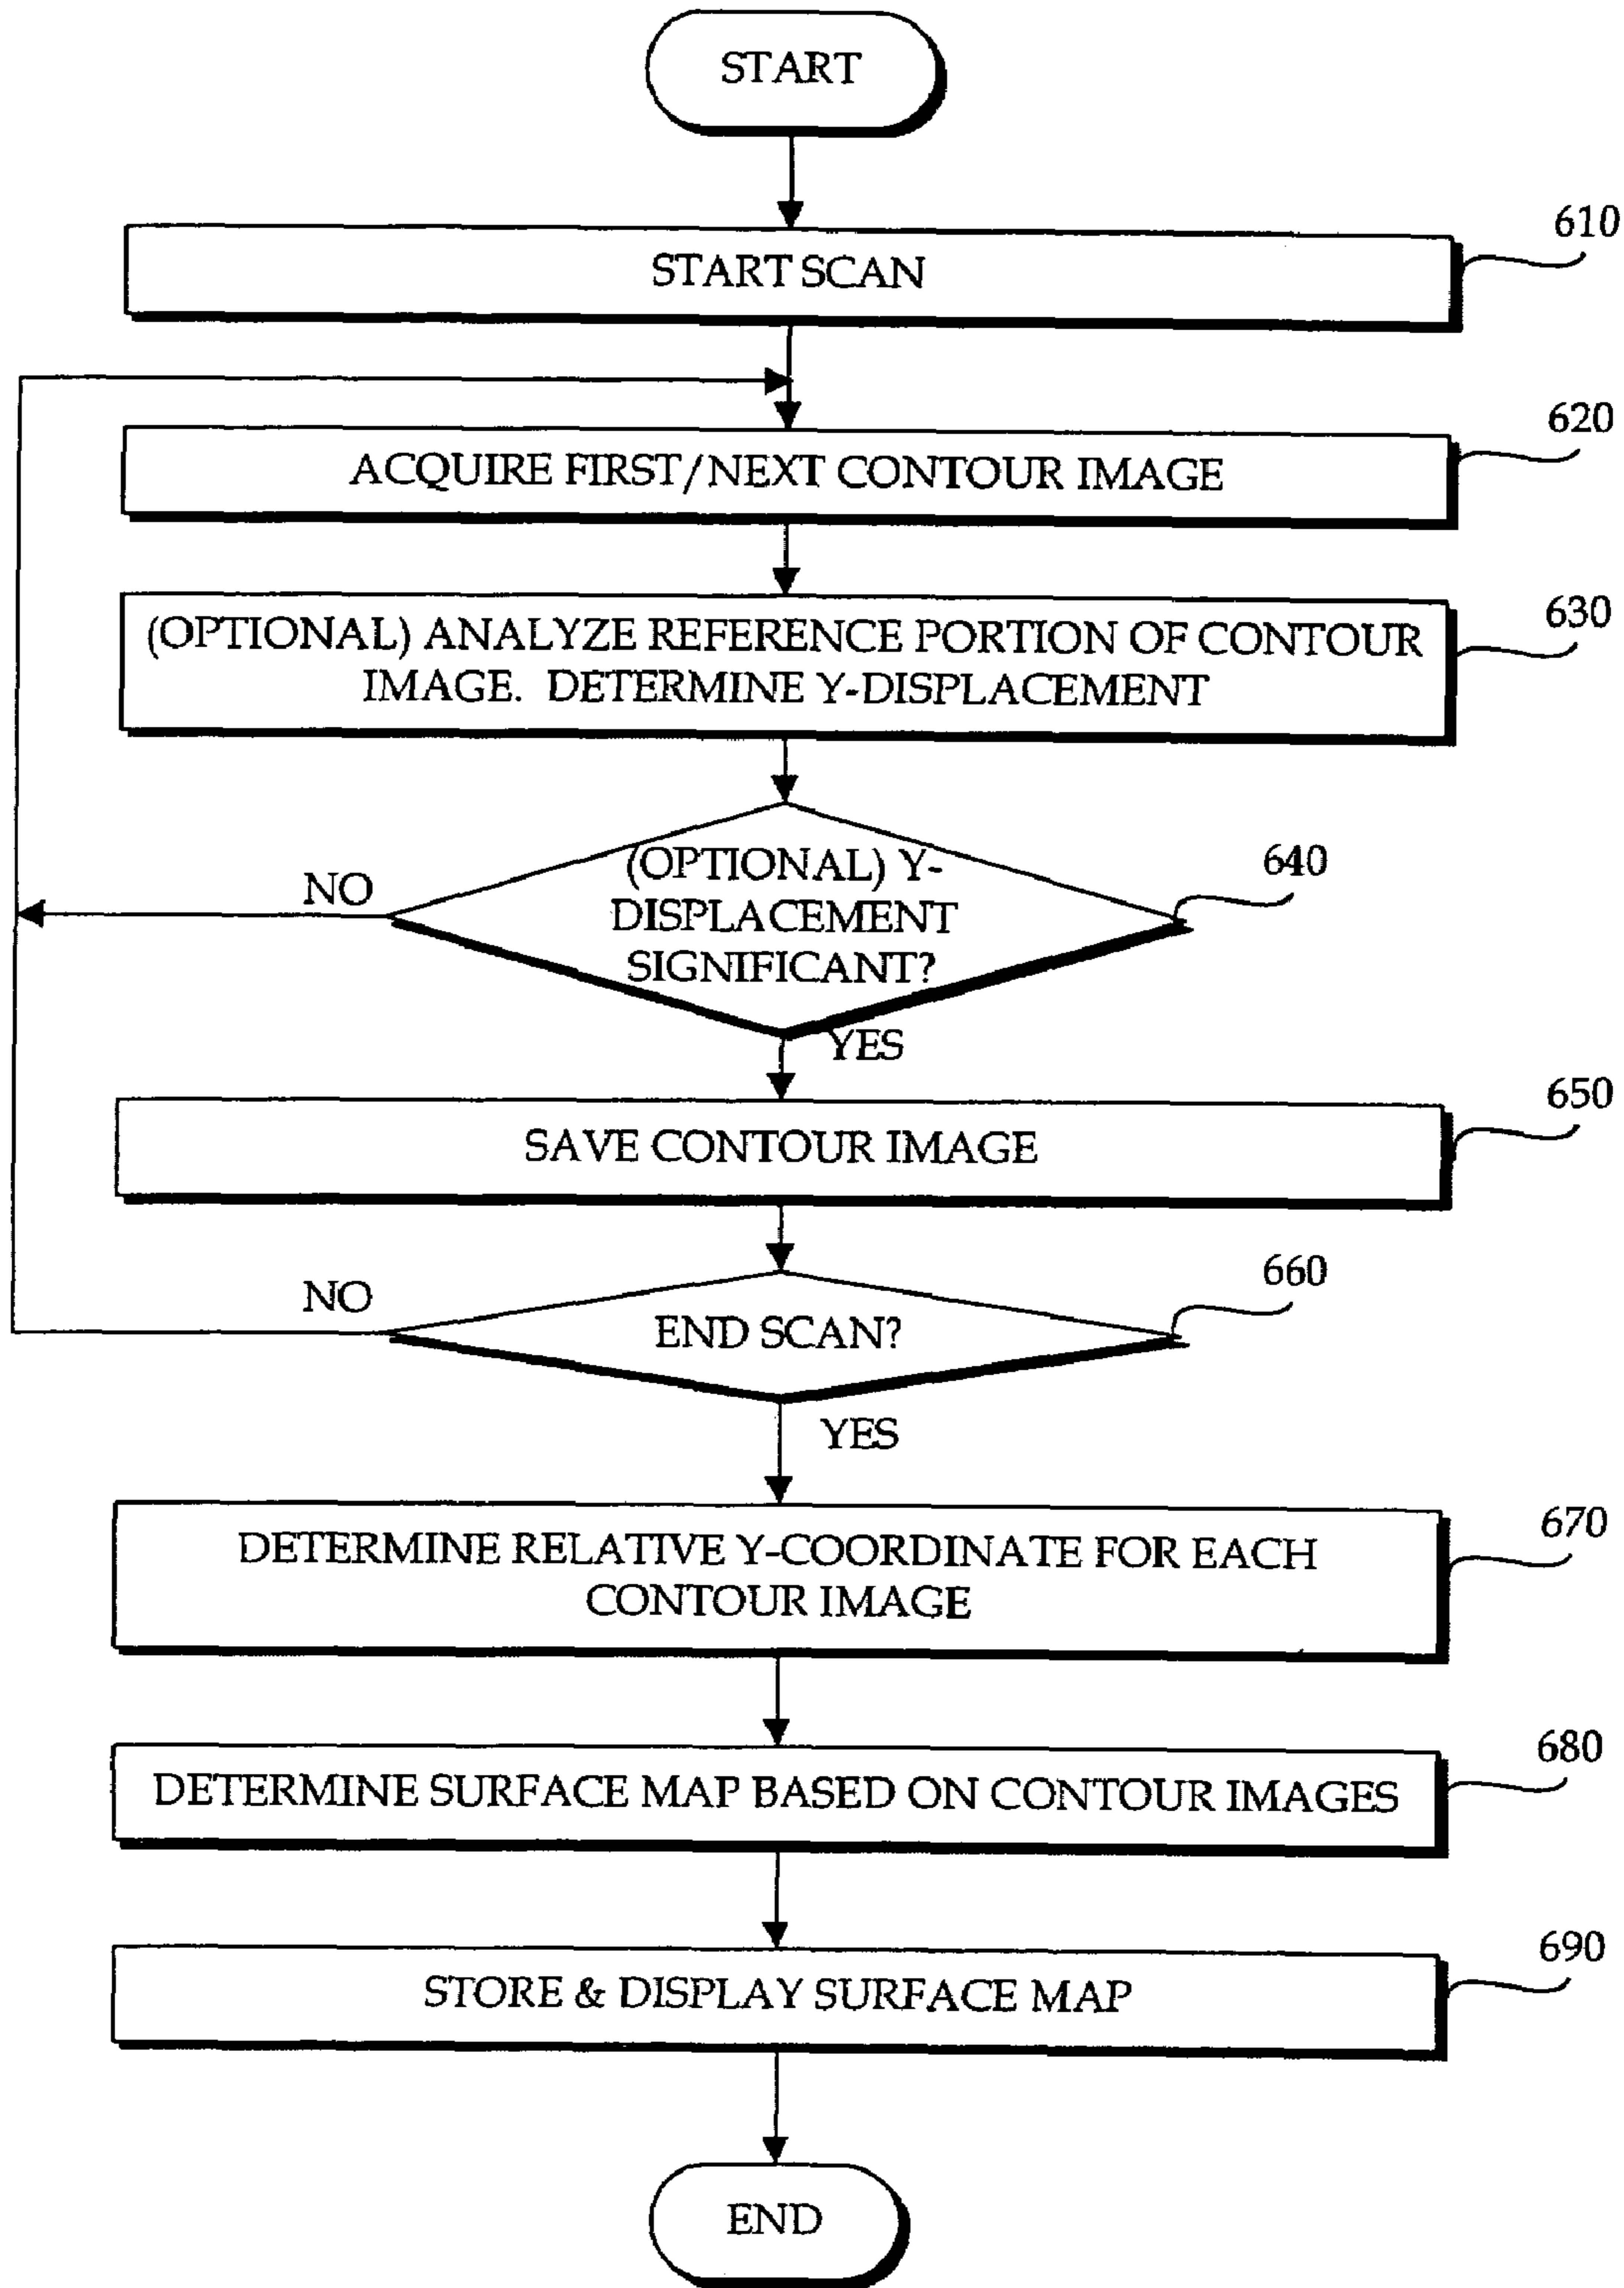 START
610
START SCAN
620
ACQUIRE FIRST/NEXT CONTOUR IMAGE
630
(OPTIONAL) ANALYZE REFERENCE PORTION OF CONTOUR
IMAGE. DETERMINE Y-DISPLACEMENT
640
(OPTIONAL) Y-
DISPLACEMENT
SIGNIFICANT?
NO
YES
650
SAVE CONTOUR IMAGE
660
NO
END SCAN?
YES
670
DETERMINE RELATIVE Y-COORDINATE FOR EACH
CONTOUR IMAGE
680
DETERMINE SURFACE MAP BASED ON CONTOUR IMAGES
690
STORE & DISPLAY SURFACE MAP
END